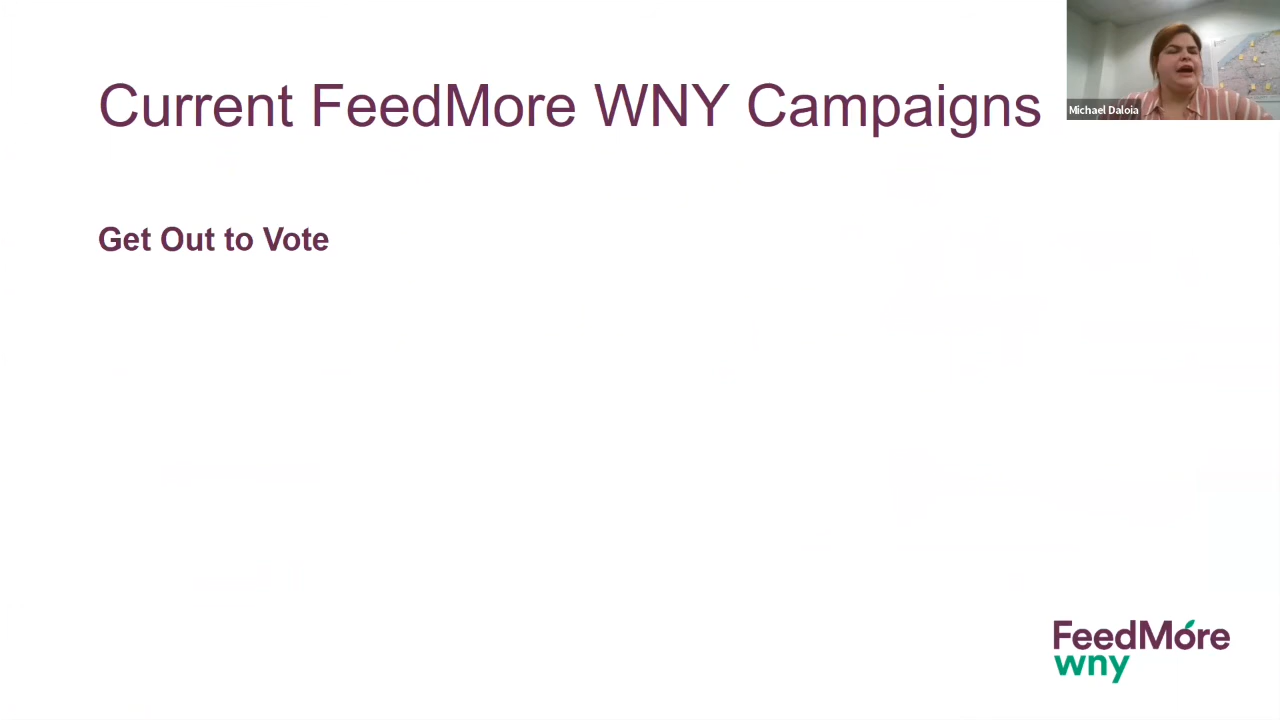 Current FeedMore WNY Campaigns
Michael Daloia
Get Out to Vote
FeedMore
wny